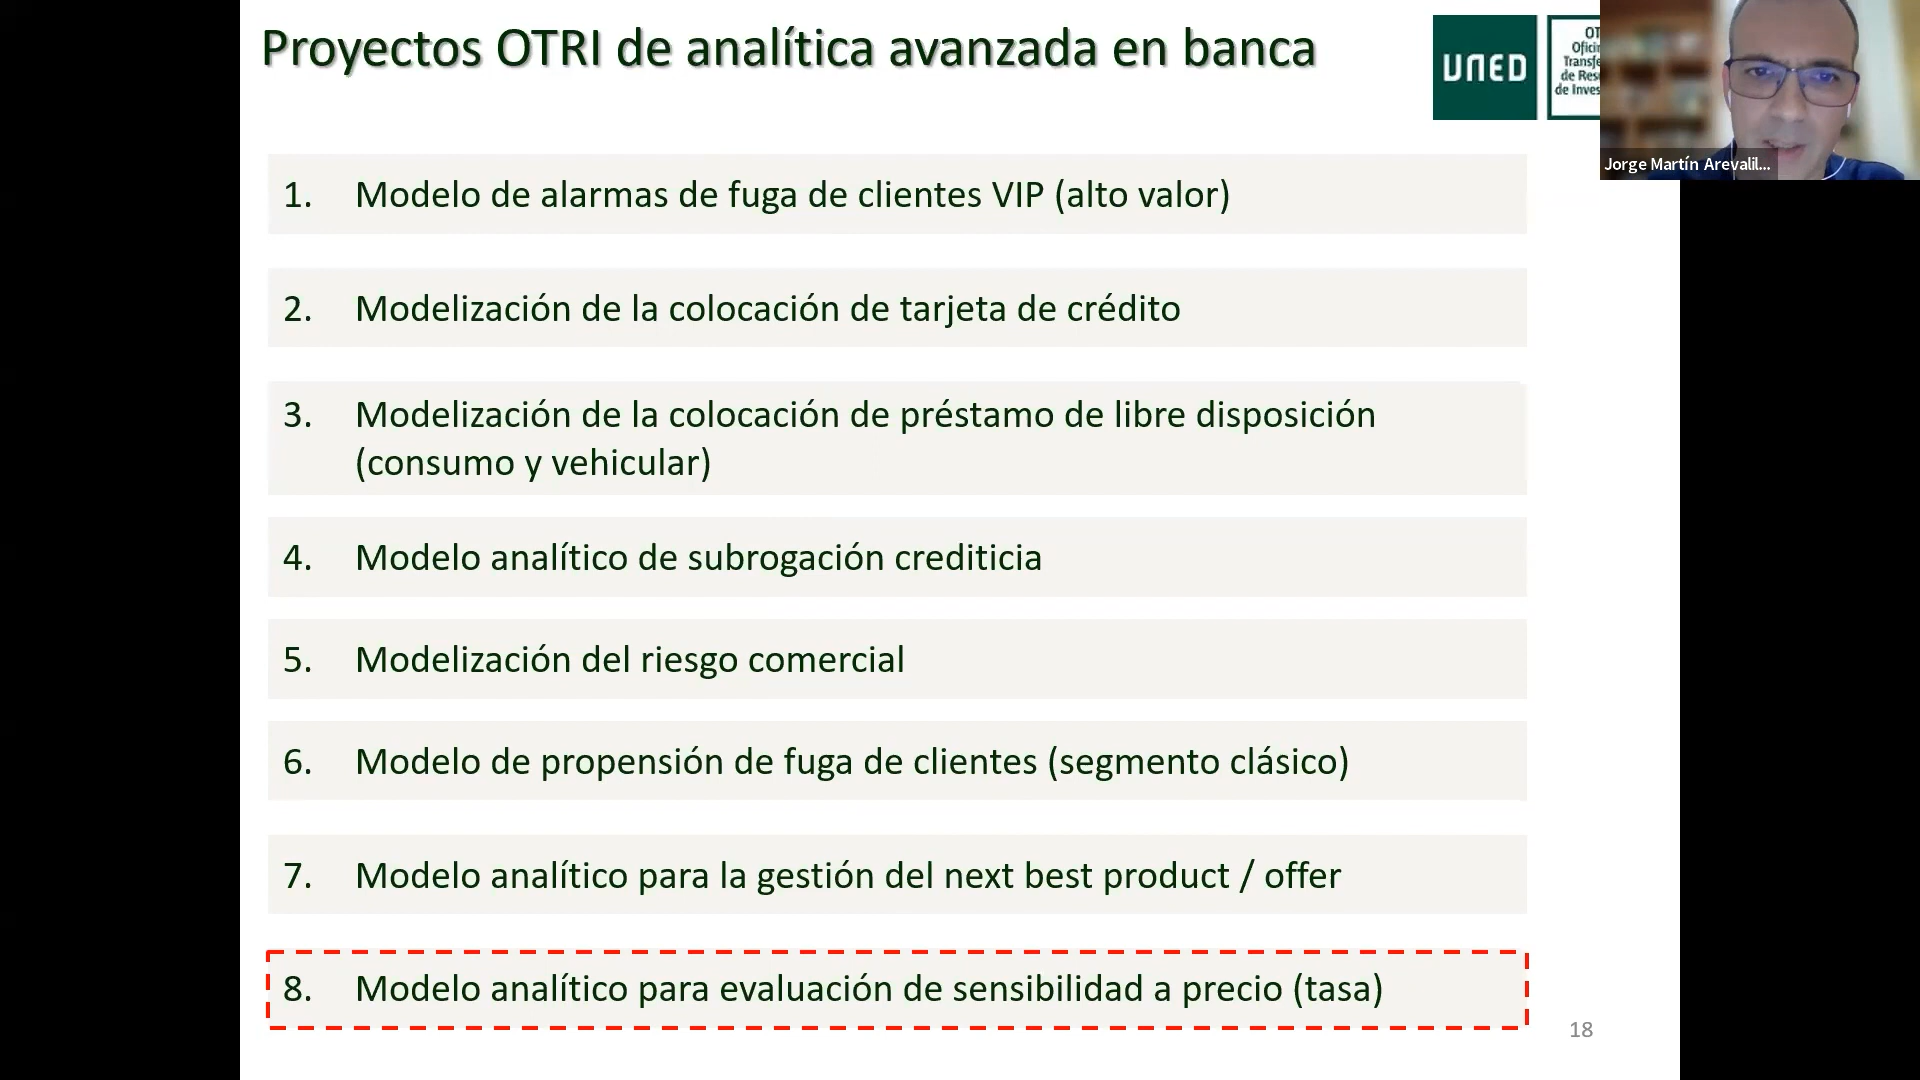 Proyectos OTRI de analítica avanzada en banca
UNED
Jorge Martín Arevalil...
1. Modelo de alarmas de fuga de clientes VIP (alto valor)
2. Modelización de la colocación de tarjeta de crédito
3. Modelización de la colocación de préstamo de libre disposición
(consumo y vehicular)
4. Modelo analítico de subrogación crediticia
5. Modelización del riesgo comercial
6. Modelo de propensión de fuga de clientes (segmento clásico)
7. Modelo analítico para la gestión del next best product / offer
8. Modelo analítico para evaluación de sensibilidad a precio (tasa)
18